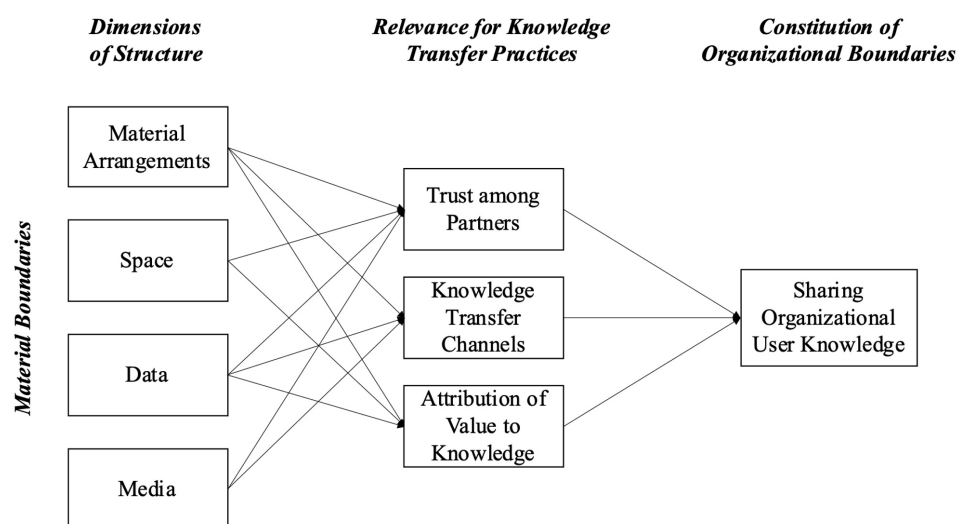 Dimensions
of Structure
Relevance for Knowledge
Transfer Practices
Constitution of
Organizational Boundaries
Material Boundaries
Material
Arrangements
Space
Data
Media
Trust among
Partners
Knowledge
Transfer
Channels
Attribution of
Value to
Knowledge
Sharing
Organizational
User Knowledge